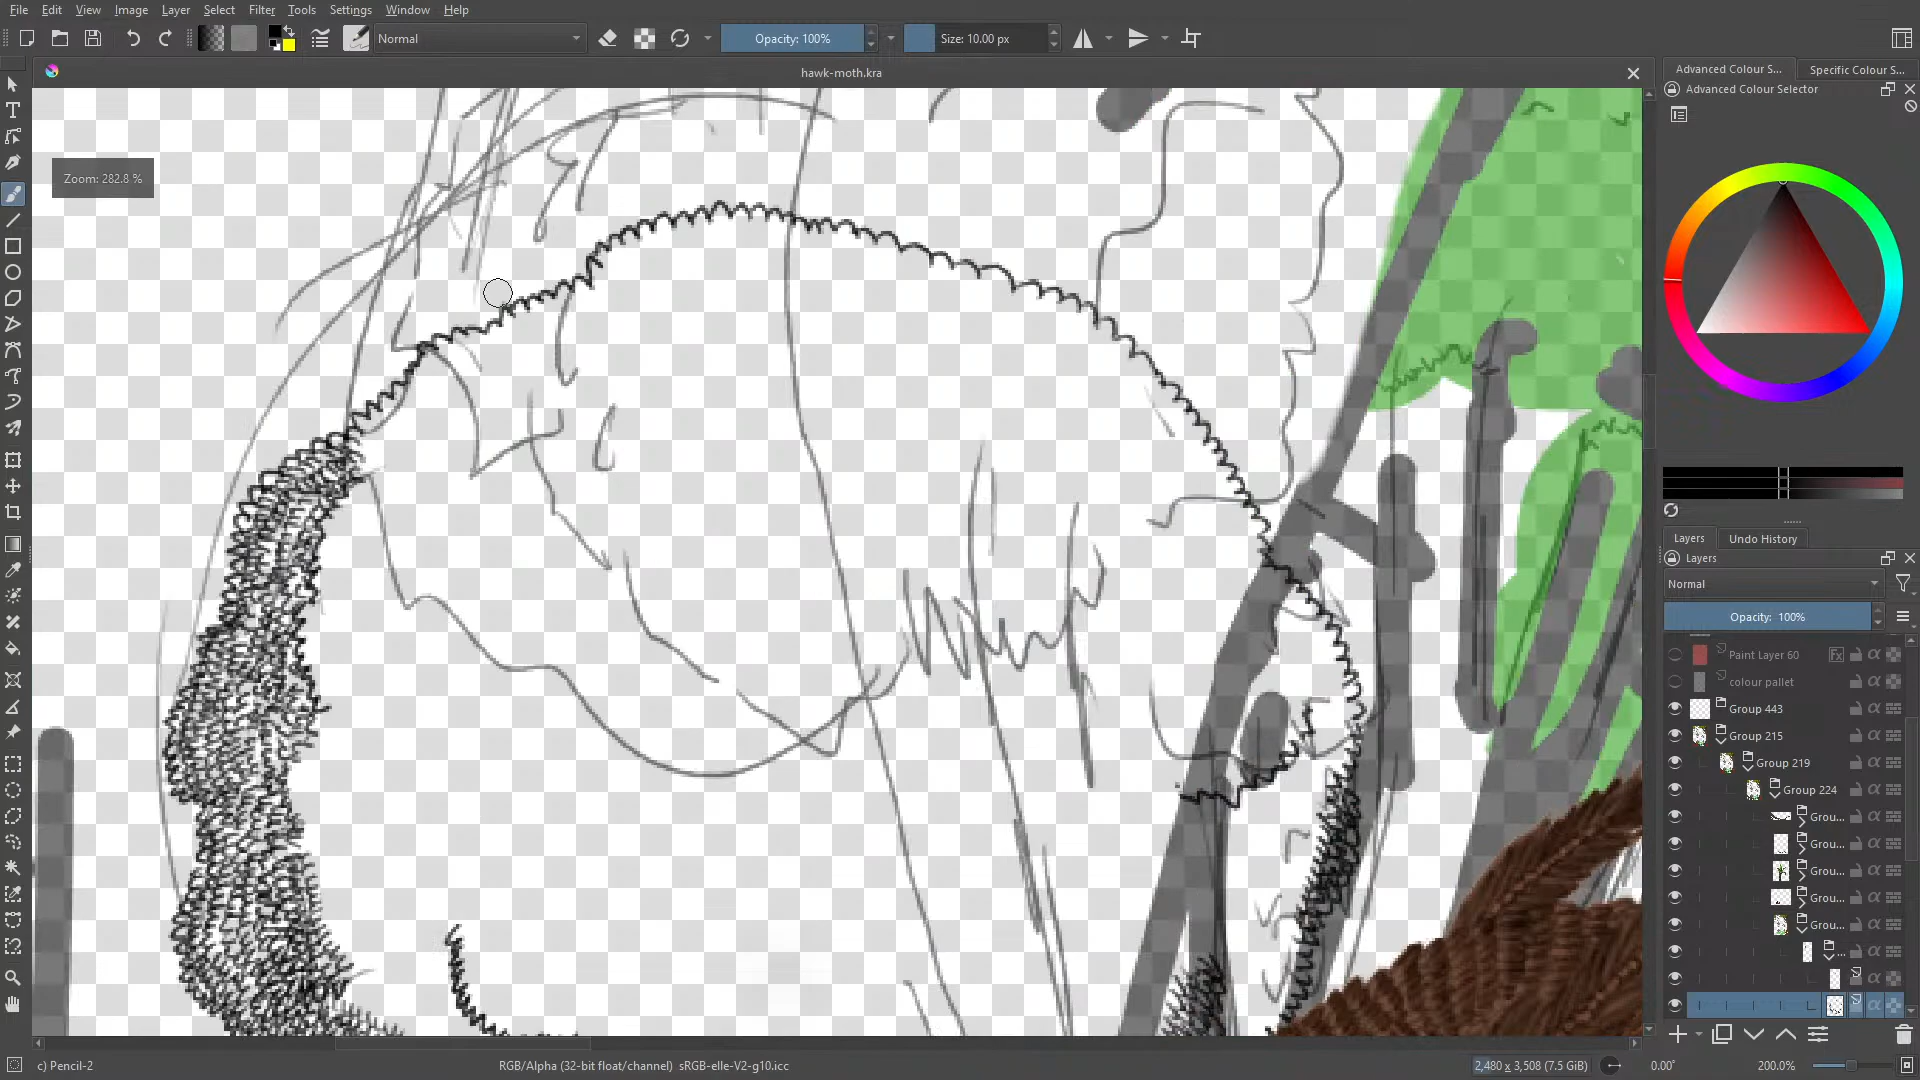 File Edit View Image Layer Select Filter Tools Settings Window Help
Normal
Opacity: 100%
Size: 10.00 px
hawk-moth.kra
Advanced Colour S...
Specific Colour S...
Advanced Colour Selector
Zoom: 282.8 %
Layers
Undo History
Layers
Normal
Opacity: 100%
Paint Layer 60
Fx
colour pallet
Group 443
Group 215
Group 219
Group 224
Grou...
Grou...
Grou...
Grou...
Grou...
...
c) Pencil-2
RGB/Alpha (32-bit float/channel) sRGB-elle-V2-g10.icc
2,480 x 3,508 (7.5 GiB)
0.00°
200.0%